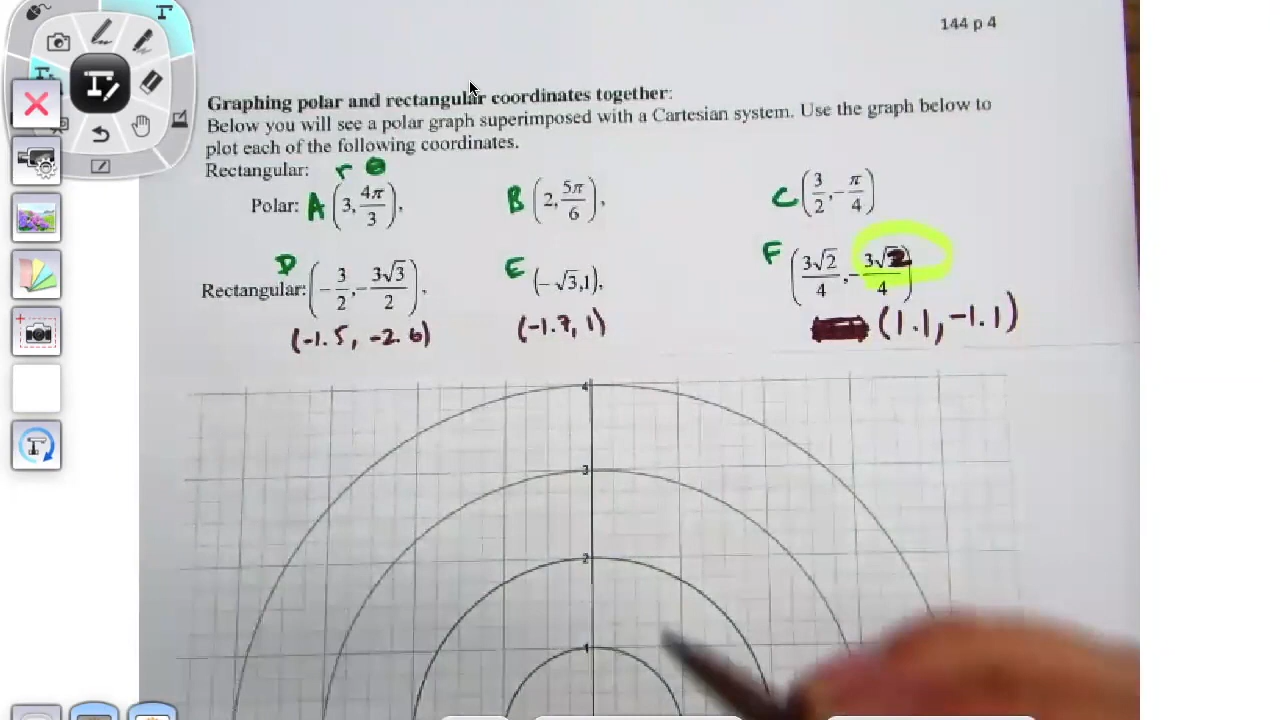 144 p 4
Graphing polar and rectangular coordinates together:
Below you will see a polar graph superimposed with a Cartesian system. Use the graph below to
plot each of the following coordinates.
Rectangular: r θ
Polar: A (3, 4π/3), B (2, 5π/6), C (3/2, -π/4)
D E F
Rectangular: (-3/2, -3√3/2), (-√3,1), (3√2/4, -3√2/4)
(-1.5, -2.6) (-1.7, 1) (1.1, -1.1)
4
3
2
1